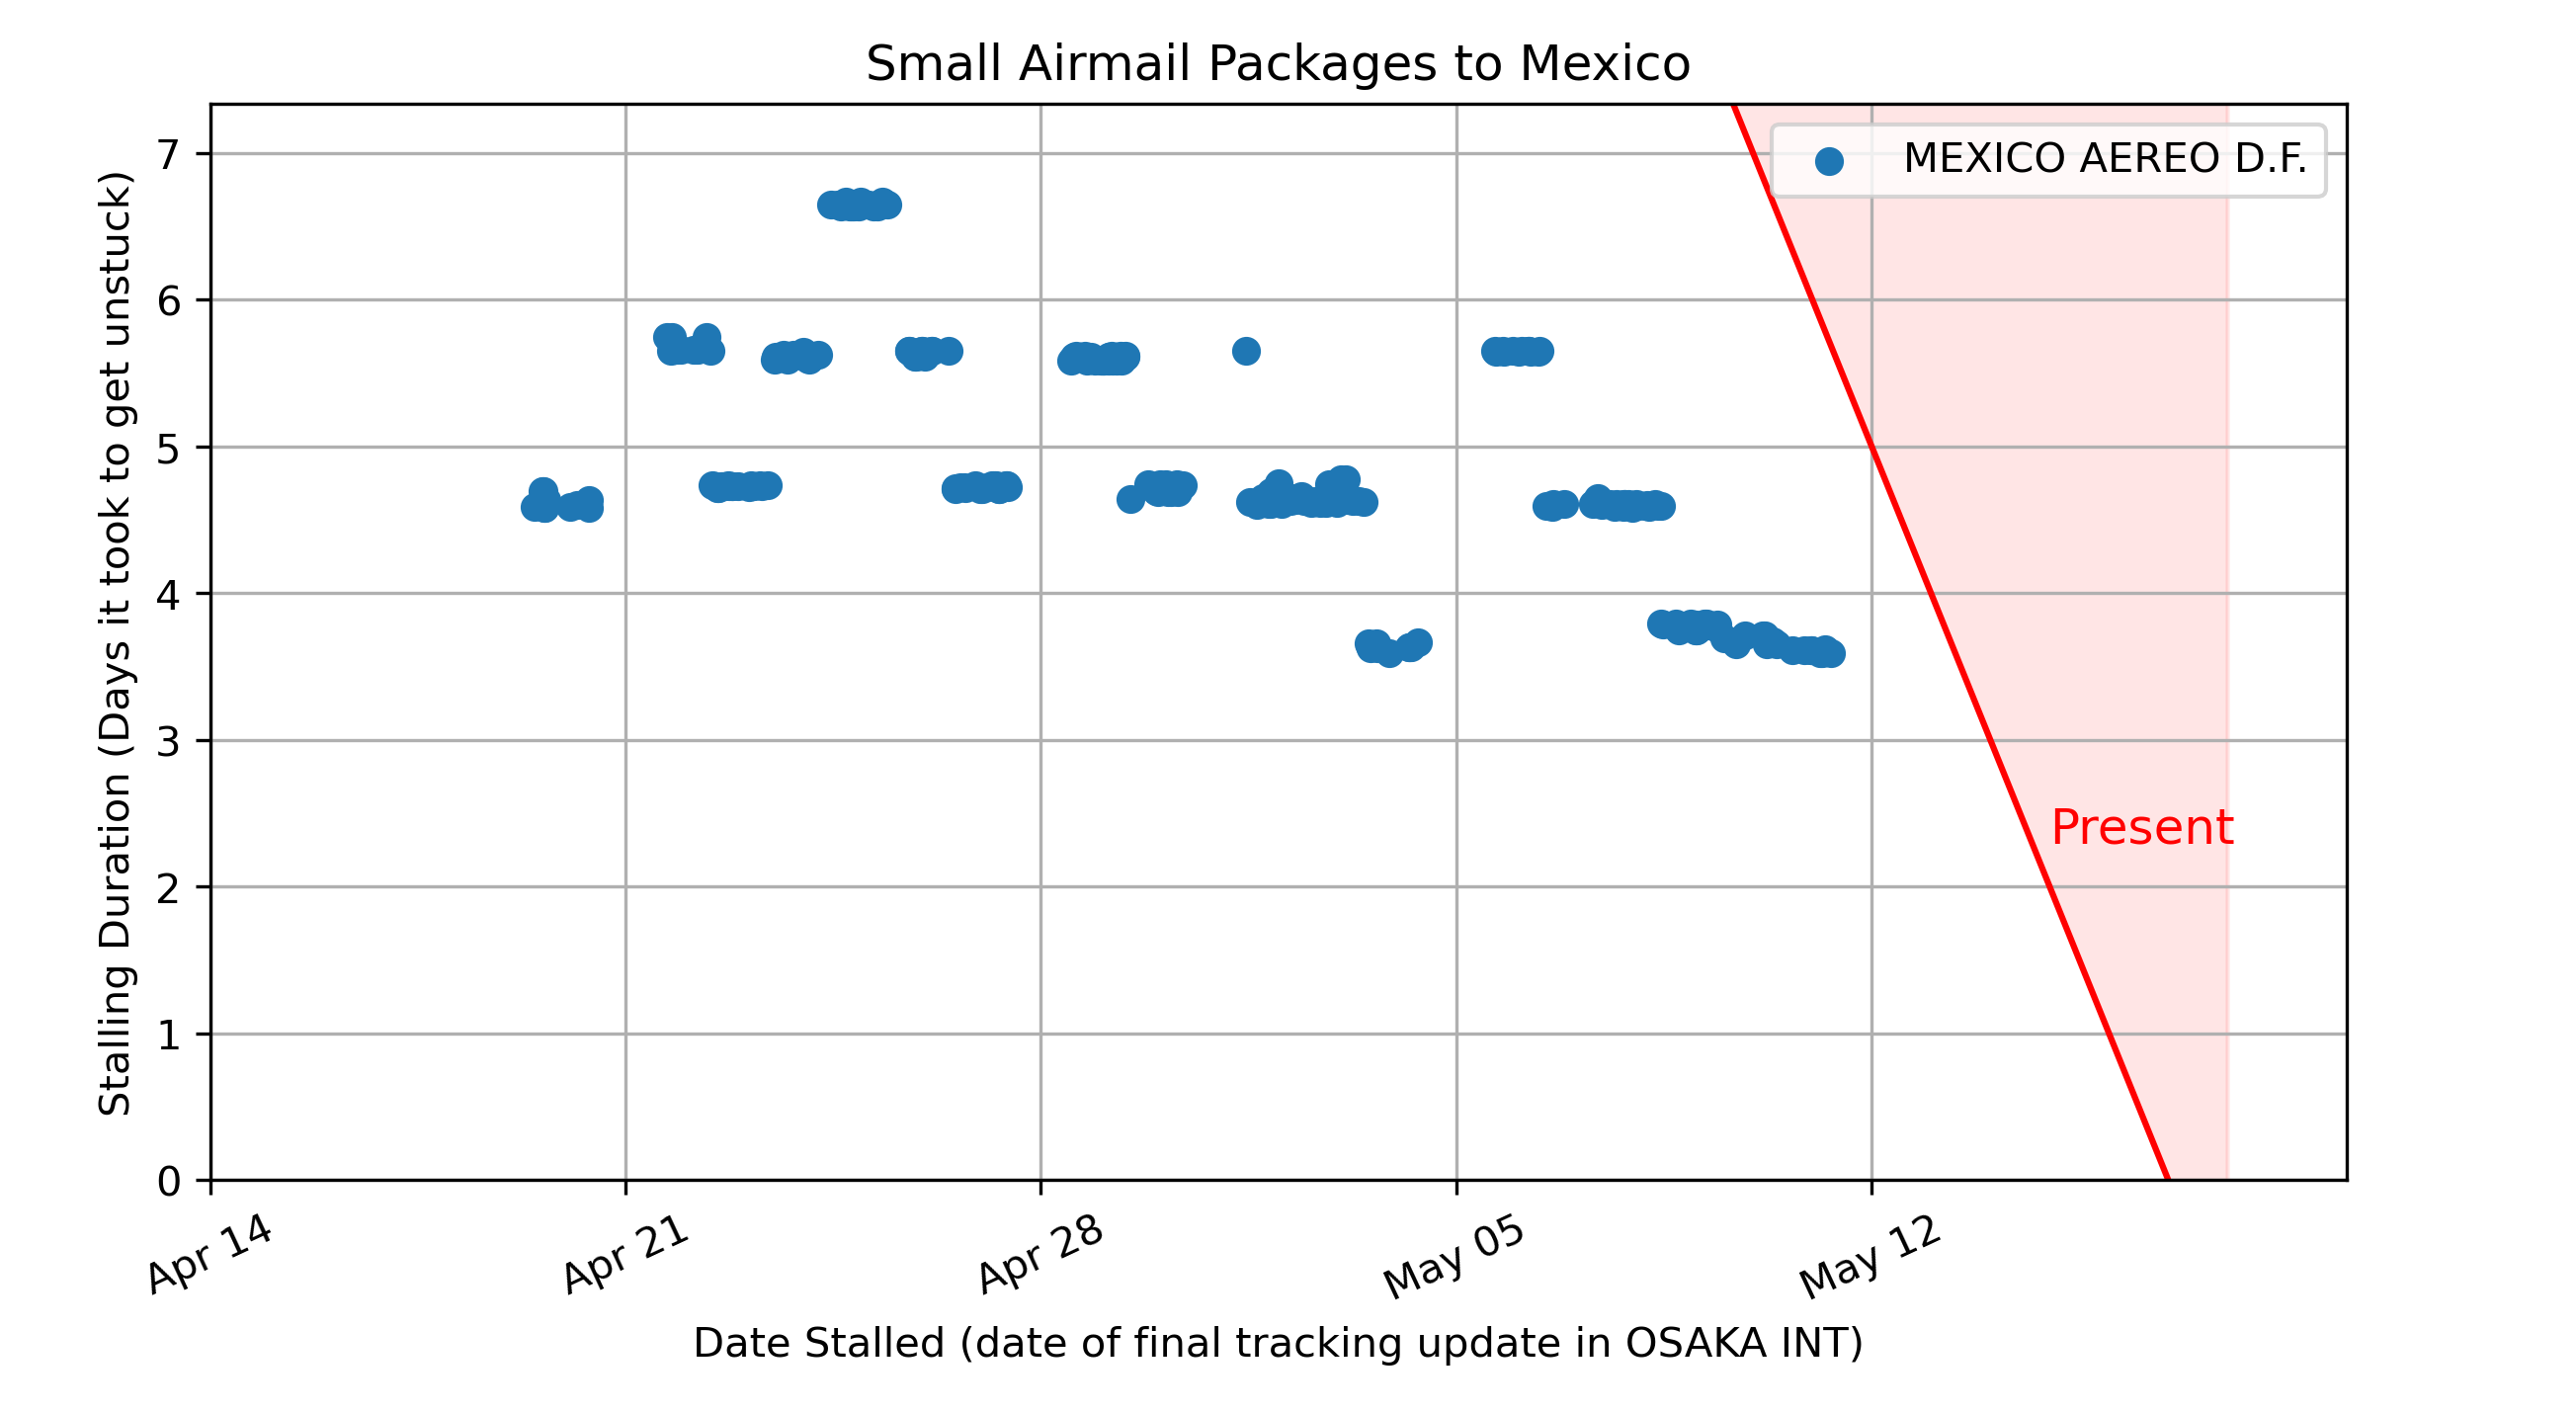 Small Airmail Packages to Mexico
MEXICO AEREO D.F.
Stalling Duration (Days it took to get unstuck)
7
6
5
4
3
2
1
0
Present
Apr 14
Apr 21
Apr 28
May 05
May 12
Date Stalled (date of final tracking update in OSAKA INT)